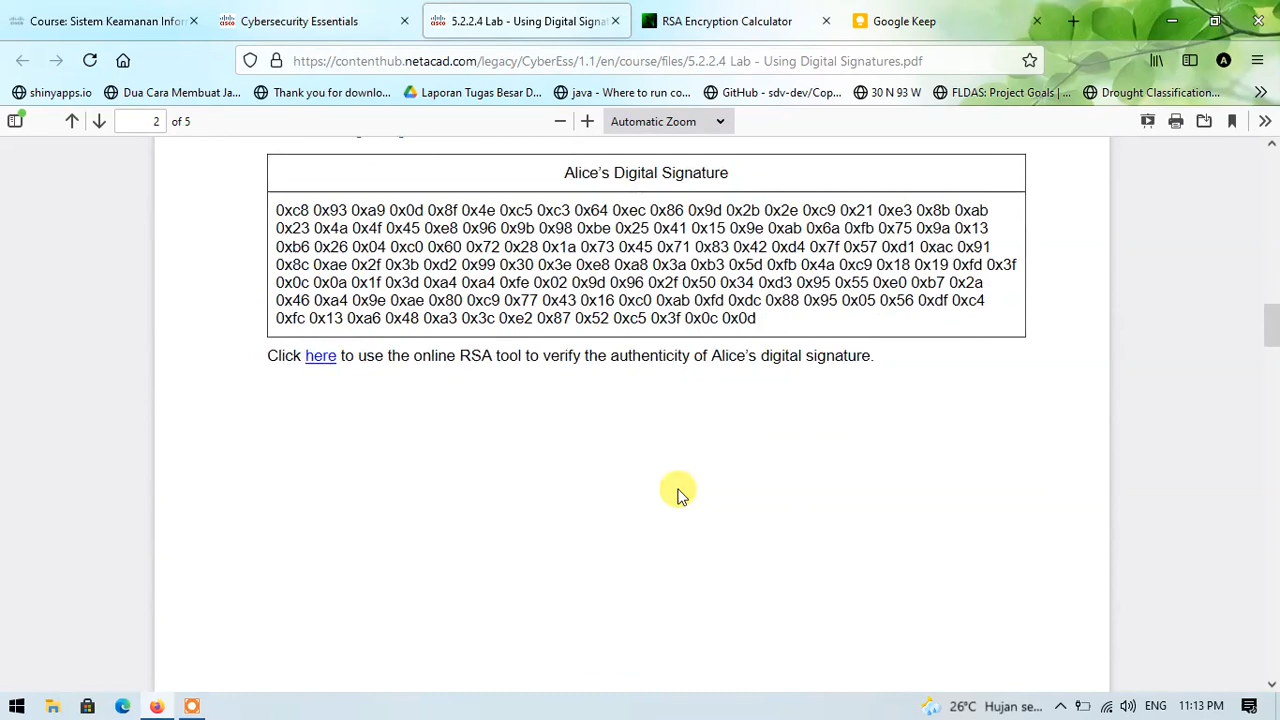 Course: Sistem Keamanan Infor
Cybersecurity Essentials
5.2.2.4 Lab - Using Digital Signat
RSA Encryption Calculator
Google Keep
https://contenthub.netacad.com/legacy/CyberEss/1.1/en/course/files/5.2.2.4 Lab - Using Digital Signatures.pdf
shinyapps.io
Dua Cara Membuat Ja...
Thank you for downlo...
Laporan Tugas Besar D...
java - Where to run co...
GitHub - sdv-dev/Cop...
30 N 93 W
FLDAS: Project Goals | ...
Drought Classification...
2 of 5
Automatic Zoom
Alice's Digital Signature
0xc8 0x93 0xa9 0x0d 0x8f 0x4e 0xc5 0xc3 0x64 0xec 0x86 0x9d 0x2b 0x2e 0xc9 0x21 0xe3 0x8b 0xab
0x23 0x4a 0x4f 0x45 0xe8 0x96 0x9b 0x98 0xbe 0x25 0x41 0x15 0x9e 0xab 0x6a 0xfb 0x75 0x9a 0x13
0xb6 0x26 0x04 0xc0 0x60 0x72 0x28 0x1a 0x73 0x45 0x71 0x83 0x42 0xd4 0x7f 0x57 0xd1 0xac 0x91
0x8c 0xae 0x2f 0x3b 0xd2 0x99 0x30 0x3e 0xe8 0xa8 0x3a 0xb3 0x5d 0xfb 0x4a 0xc9 0x18 0x19 0xfd 0x3f
0x0c 0x0a 0x1f 0x3d 0xa4 0xa4 0xfe 0x02 0x9d 0x96 0x2f 0x50 0x34 0xd3 0x95 0x55 0xe0 0xb7 0x2a
0x46 0xa4 0x9e 0xae 0x80 0xc9 0x77 0x43 0x16 0xc0 0xab 0xfd 0xdc 0x88 0x95 0x05 0x56 0xdf 0xc4
0xfc 0x13 0xa6 0x48 0xa3 0x3c 0xe2 0x87 0x52 0xc5 0x3f 0x0c 0x0d
Click here to use the online RSA tool to verify the authenticity of Alice's digital signature.
26°C Hujan se...
ENG
11:13 PM